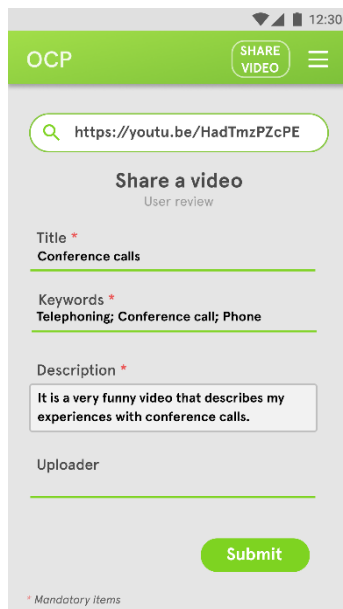 12:30
OCP
SHARE
VIDEO
https://youtu.be/HadTmzPZcPE
Share a video
User review
Title *
Conference calls
Keywords *
Telephoning; Conference call; Phone
Description *
It is a very funny video that describes my
experiences with conference calls.
Uploader
Submit
* Mandatory items